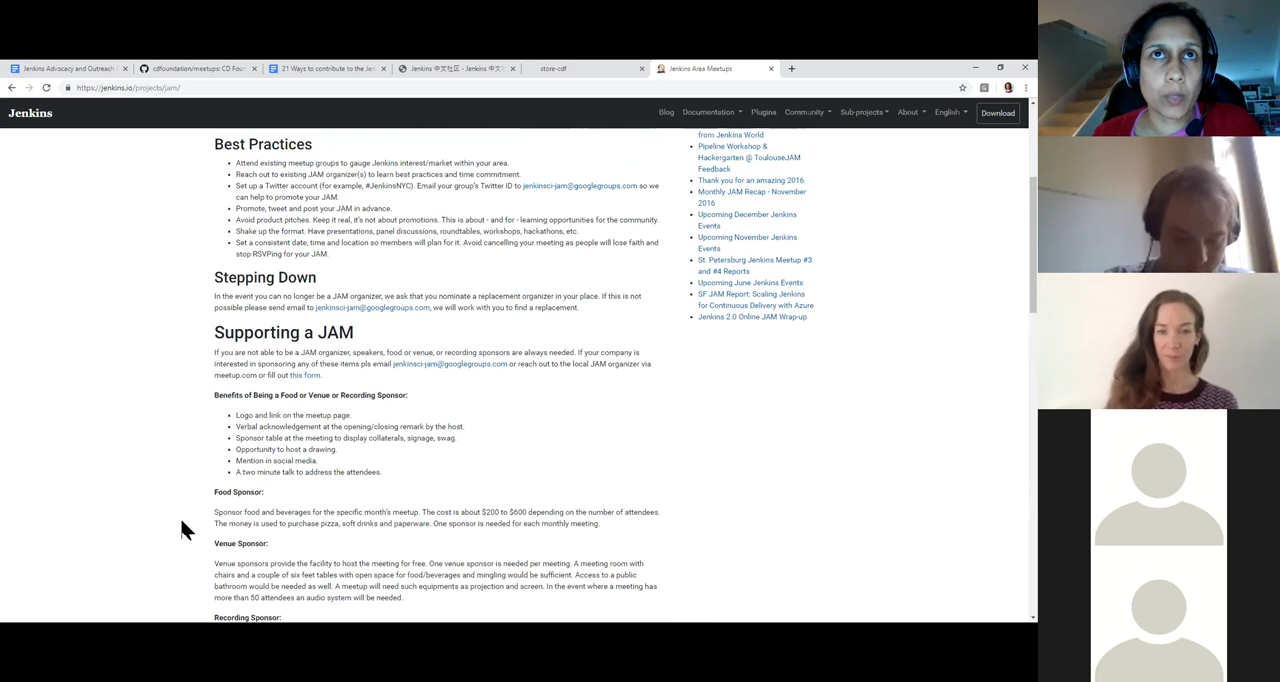 Jenkins Advocacy and Outreach
cdfoundation/meetups: CD Foun
21 Ways to contribute to the Jen
Jenkins 中文社区 - Jenkins 中文
store-cdf
Jenkins Area Meetups
https://jenkins.io/projects/jam/
Jenkins
Blog Documentation Plugins Community Sub-projects About English Download
Best Practices
Attend existing meetup groups to gauge Jenkins interest/market within your area.
Reach out to existing JAM organizer(s) to learn best practices and time commitment.
Set up a Twitter account (for example, #JenkinsNYC). Email your group's Twitter ID to jenkinsci-jam@googlegroups.com so we
can help to promote your JAM.
Promote, tweet and post your JAM in advance.
Avoid product pitches. Keep it real, it's not about promotions. This is about - and for - learning opportunities for the community.
Shake up the format. Have presentations, panel discussions, roundtables, workshops, hackathons, etc.
Set a consistent date, time and location so members will plan for it. Avoid cancelling your meeting as people will lose faith and
stop RSVPing for your JAM.
Stepping Down
In the event you can no longer be a JAM organizer, we ask that you nominate a replacement organizer in your place. If this is not
possible please send email to jenkinsci-jam@googlegroups.com, we will work with you to find a replacement.
Supporting a JAM
If you are not able to be a JAM organizer, speakers, food or venue, or recording sponsors are always needed. If your company is
interested in sponsoring any of these items pls email jenkinsci-jam@googlegroups.com or reach out to the local JAM organizer via
meetup.com or fill out this form.
Benefits of Being a Food or Venue or Recording Sponsor:
Logo and link on the meetup page.
Verbal acknowledgement at the opening/closing remark by the host.
Sponsor table at the meeting to display collaterals, signage, swag.
Opportunity to host a drawing.
Mention in social media.
A two minute talk to address the attendees.
Food Sponsor:
Sponsor food and beverages for the specific month's meetup. The cost is about $200 to $600 depending on the number of attendees.
The money is used to purchase pizza, soft drinks and paperware. One sponsor is needed for each monthly meeting.
Venue Sponsor:
Venue sponsors provide the facility to host the meeting for free. One venue sponsor is needed per meeting. A meeting room with
chairs and a couple of six feet tables with open space for food/beverages and mingling would be sufficient. Access to a public
bathroom would be needed as well. A meetup will need such equipments as projection and screen. In the event where a meeting has
more than 50 attendees an audio system will be needed.
Recording Sponsor:
from Jenkins World
Pipeline Workshop &
Hackergarten @ ToulouseJAM
Feedback
Thank you for an amazing 2016
Monthly JAM Recap - November
2016
Upcoming December Jenkins
Events
Upcoming November Jenkins
Events
St. Petersburg Jenkins Meetup #3
and #4 Reports
Upcoming June Jenkins Events
SF JAM Report: Scaling Jenkins
for Continuous Delivery with Azure
Jenkins 2.0 Online JAM Wrap-up